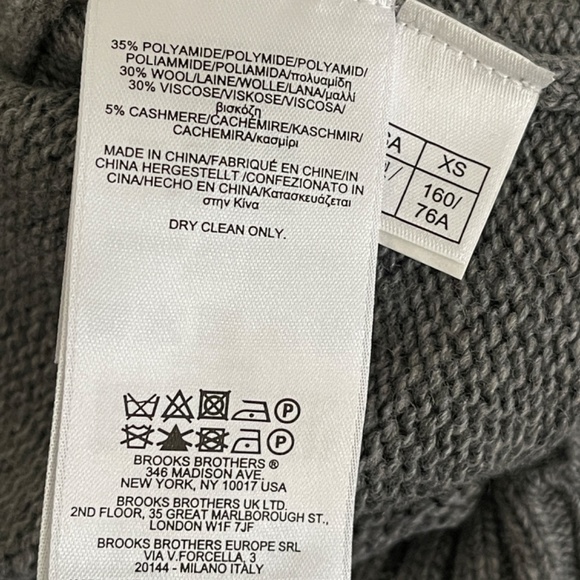 35% POLYAMIDE/POLYMIDE/POLYAMID/
POLIAMMIDE/POLIAMIDA/πολυαμίδη
30% WOOL/LAINE/WOLLE/LANA/μαλλί
30% VISCOSE/VISKOSE/VISCOSA/
βισκόζη
5% CASHMERE/CACHEMIRE/KASCHMIR/
CACHEMIRA/κασμίρι
MADE IN CHINA/FABRIQUÉ EN CHINE/IN
CHINA HERGESTELLT/CONFEZIONATO IN
CINA/HECHO EN CHINA/Κατασκευάζεται
στην Κίνα
DRY CLEAN ONLY.
P
P
BROOKS BROTHERS ®
346 MADISON AVE.
NEW YORK, NY 10017 USA
BROOKS BROTHERS UK LTD.
2ND FLOOR, 35 GREAT MARLBOROUGH ST.,
LONDON W1F 7JF
BROOKS BROTHERS EUROPE SRL
VIA V.FORCELLA, 3
20144 - MILANO ITALY
XS
160/
76A